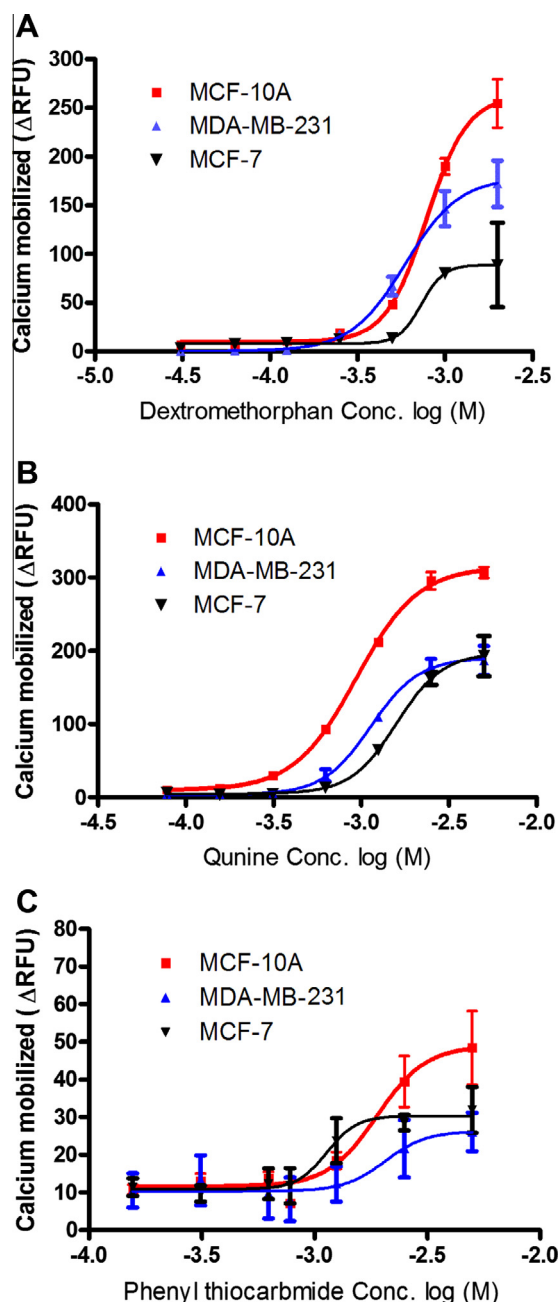 A
300
250
200
150
100
50
0
Calcium mobilized (ΔRFU)
MCF-10A
MDA-MB-231
MCF-7
-5.0 -4.5 -4.0 -3.5 -3.0 -2.5
Dextromethorphan Conc. log (M)
B
400
300
200
100
0
Calcium mobilized (ΔRFU)
MCF-10A
MDA-MB-231
MCF-7
-4.5 -4.0 -3.5 -3.0 -2.5 -2.0
Qunine Conc. log (M)
C
80
70
60
50
40
30
20
10
0
Calcium mobilized (ΔRFU)
MCF-10A
MDA-MB-231
MCF-7
-4.0 -3.5 -3.0 -2.5 -2.0
Phenyl thiocarbmide Conc. log (M)